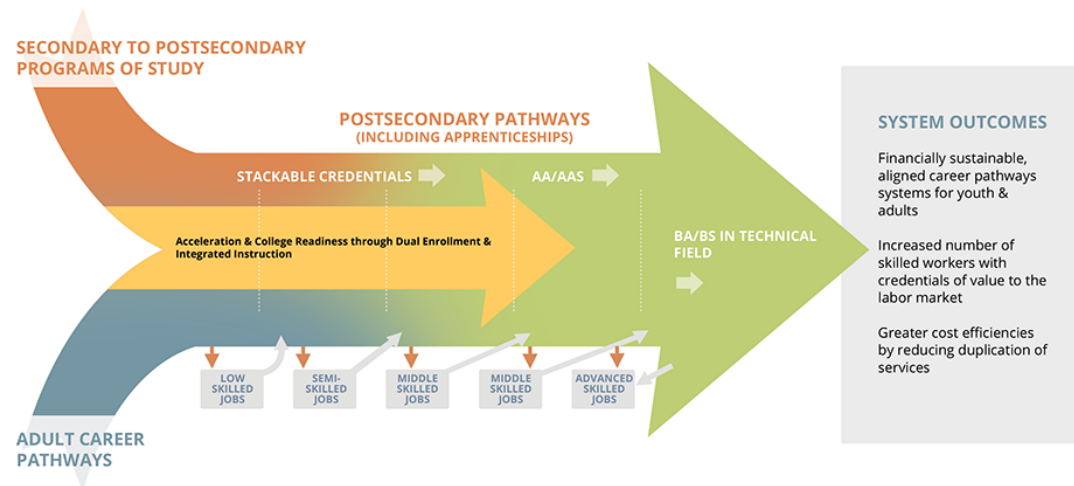 SECONDARY TO POSTSECONDARY
PROGRAMS OF STUDY
POSTSECONDARY PATHWAYS
(INCLUDING APPRENTICESHIPS)
STACKABLE CREDENTIALS
AA/AAS
Acceleration & College Readiness through Dual Enrollment &
Integrated Instruction
BA/BS IN TECHNICAL
FIELD
LOW
SKILLED
JOBS
SEMI-
SKILLED
JOBS
MIDDLE
SKILLED
JOBS
MIDDLE
SKILLED
JOBS
ADVANCED
SKILLED
JOBS
ADULT CAREER
PATHWAYS
SYSTEM OUTCOMES
Financially sustainable,
aligned career pathways
systems for youth &
adults
Increased number of
skilled workers with
credentials of value to the
labor market
Greater cost efficiencies
by reducing duplication of
services